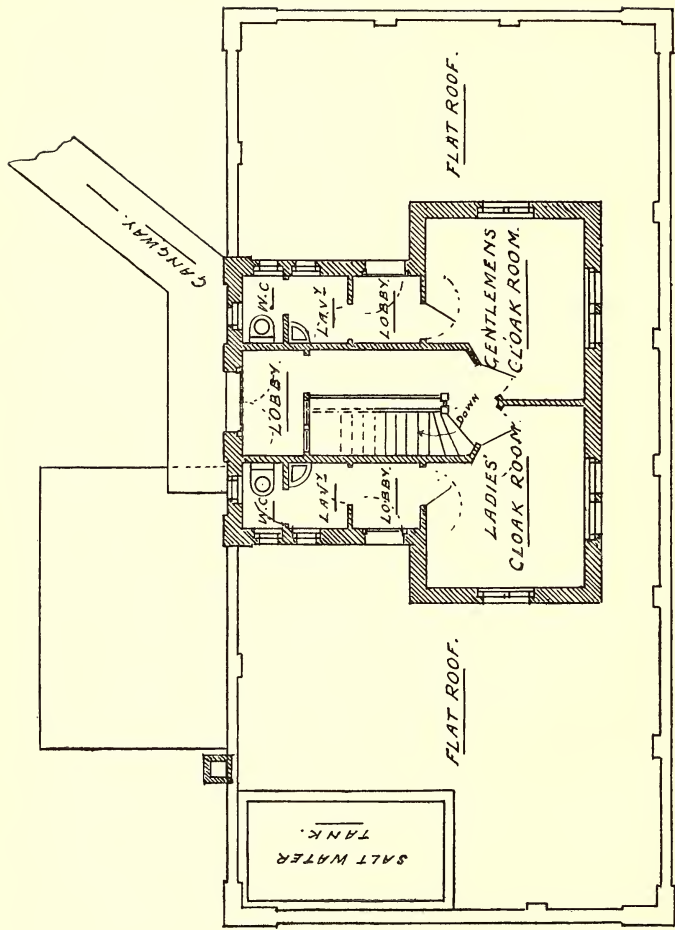 FLAT ROOF.
GANGWAY.
W.C
LAVY
LOBBY.
GENTLEMENS
CLOAK ROOM.
LOBBY.
DOWN
W.C.
LAVY
LOBBY.
LADIES'
CLOAK ROOM.
FLAT ROOF.
SALT WATER
TANK.